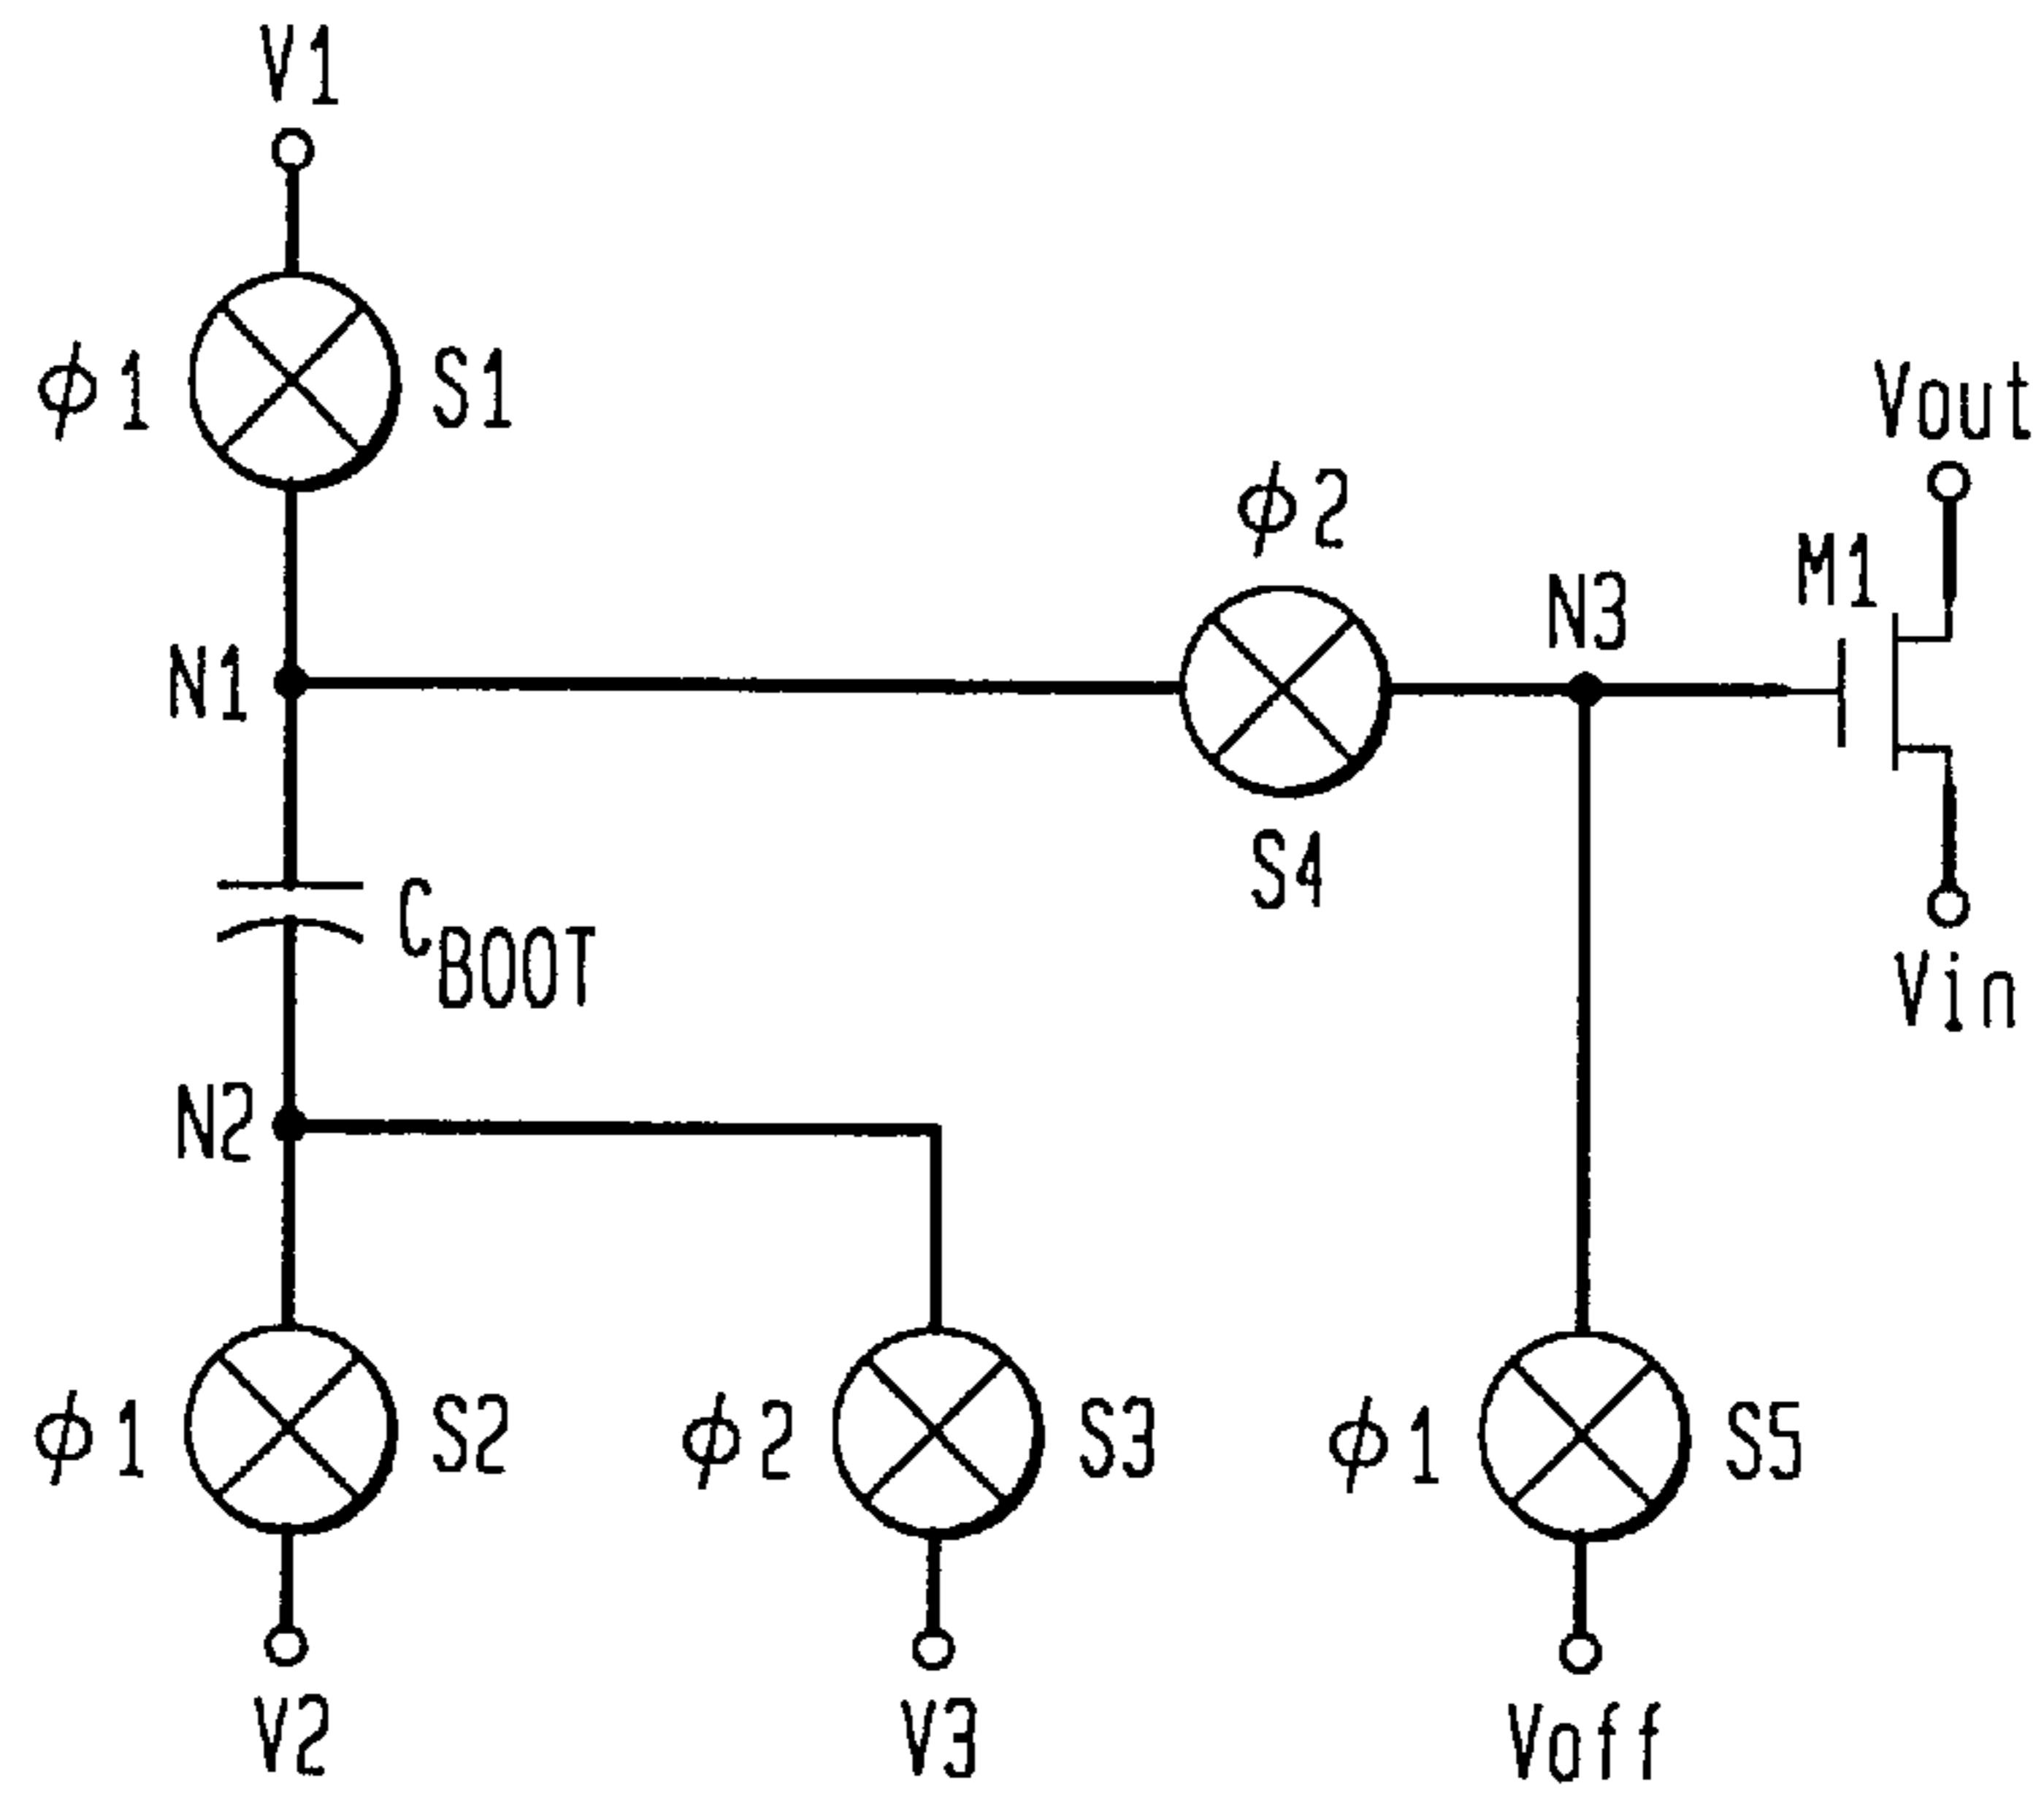 V1
ϕ1 S1
Vout
ϕ2
M1
N3
N1
S4
CBOOT
Vin
N2
ϕ1 S2 ϕ2 S3 ϕ1 S5
V2 V3 Voff